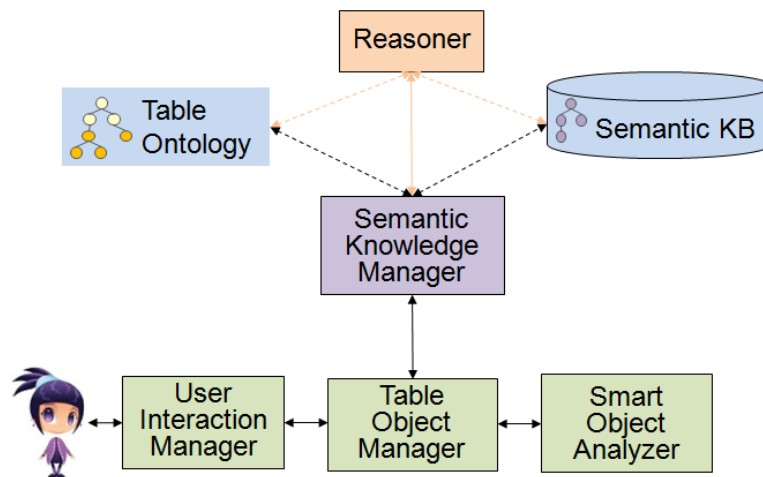 Reasoner
Table
Ontology
Semantic KB
Semantic
Knowledge
Manager
User
Interaction
Manager
Table
Object
Manager
Smart
Object
Analyzer